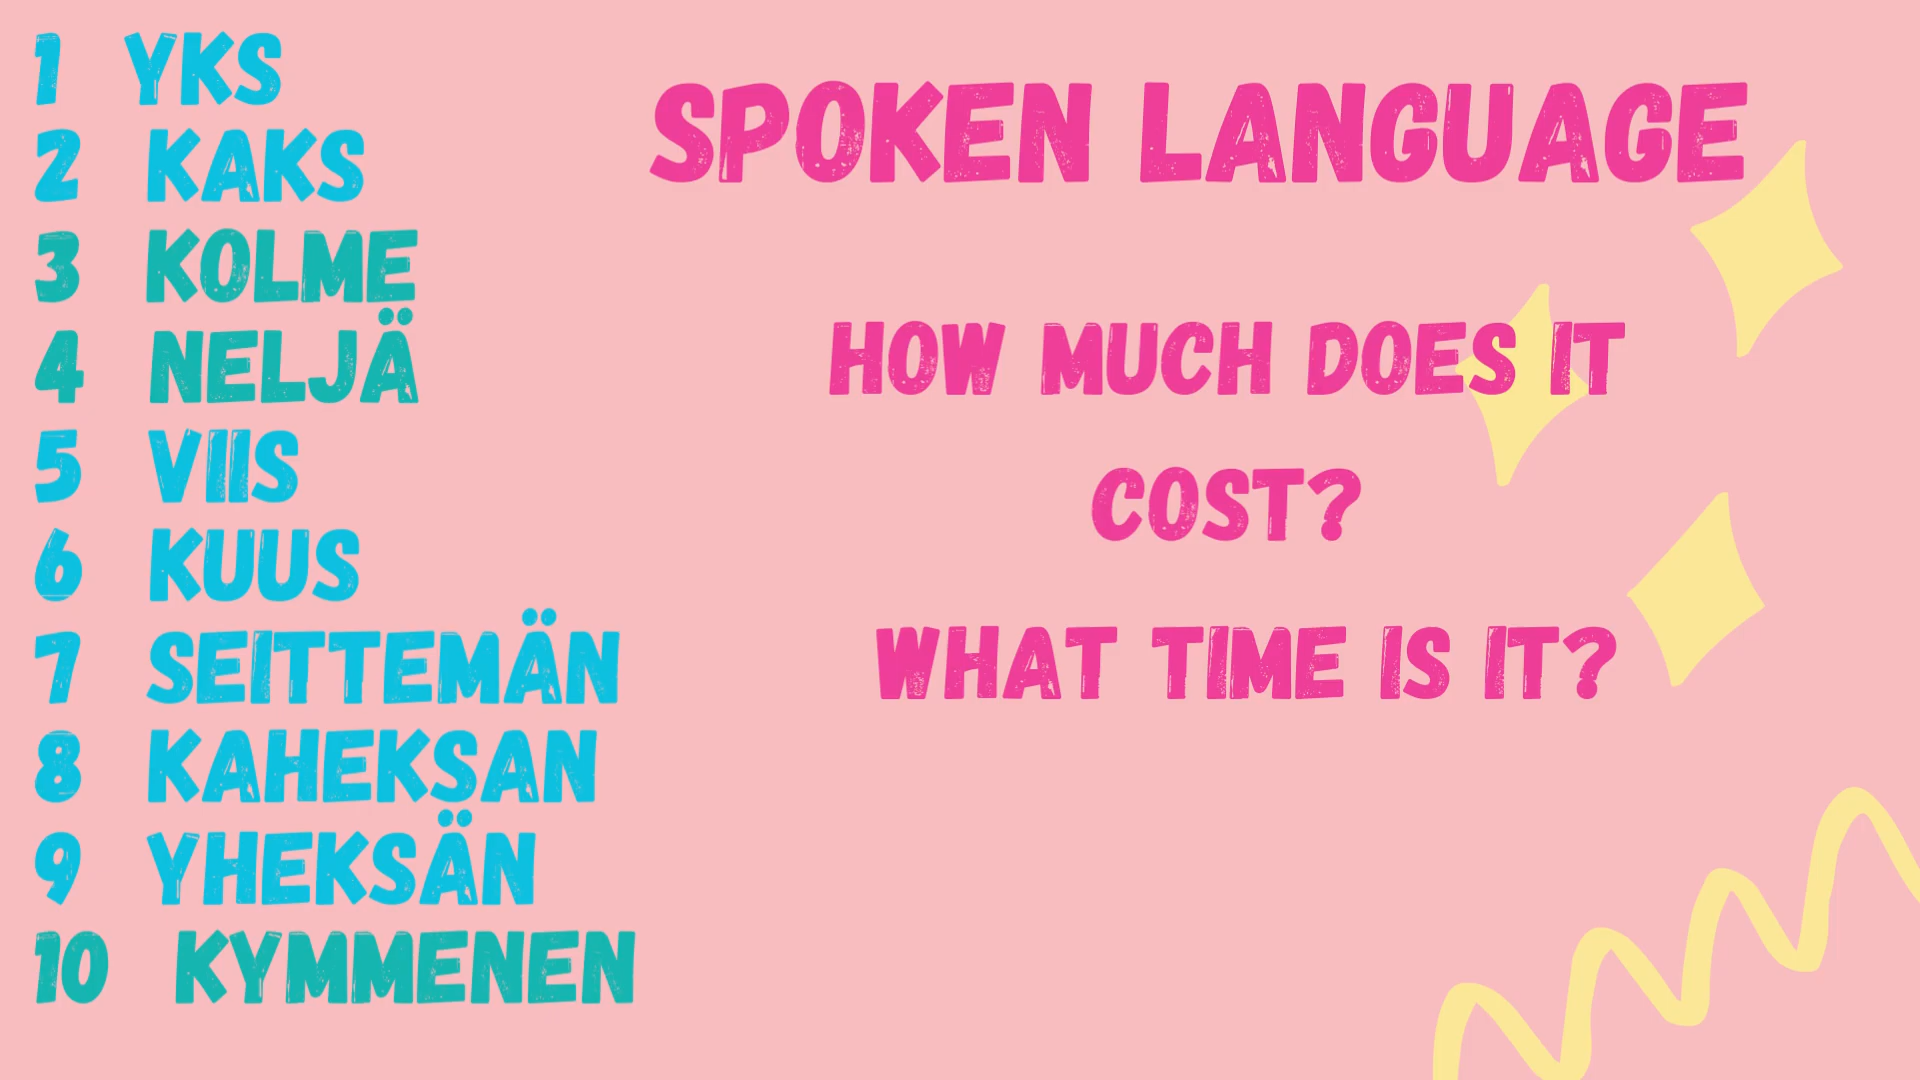 1 YKS
2 KAKS
3 KOLME
4 NELJÄ
5 VIIS
6 KUUS
7 SEITTEMÄN
8 KAHEKSAN
9 YHEKSÄN
10 KYMMENEN
SPOKEN LANGUAGE
HOW MUCH DOES IT
COST?
WHAT TIME IS IT?